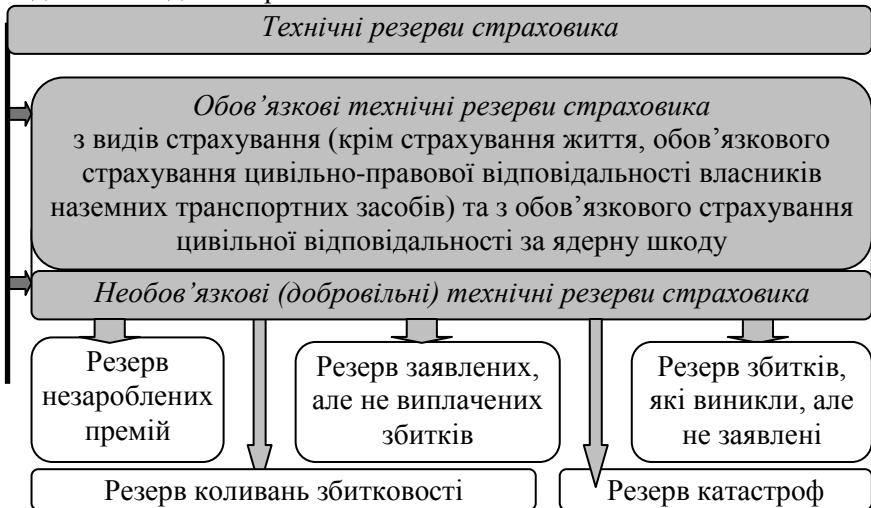 Технічні резерви страховика
Обов’язкові технічні резерви страховика
з видів страхування (крім страхування життя, обов’язкового
страхування цивільно-правової відповідальності власників
наземних транспортних засобів) та з обов’язкового страхування
цивільної відповідальності за ядерну шкоду
Необов’язкові (добровільні) технічні резерви страховика
Резерв
незароблених
премій
Резерв заявлених,
але не виплачених
збитків
Резерв збитків,
які виникли, але
не заявлені
Резерв коливань збитковості
Резерв катастроф